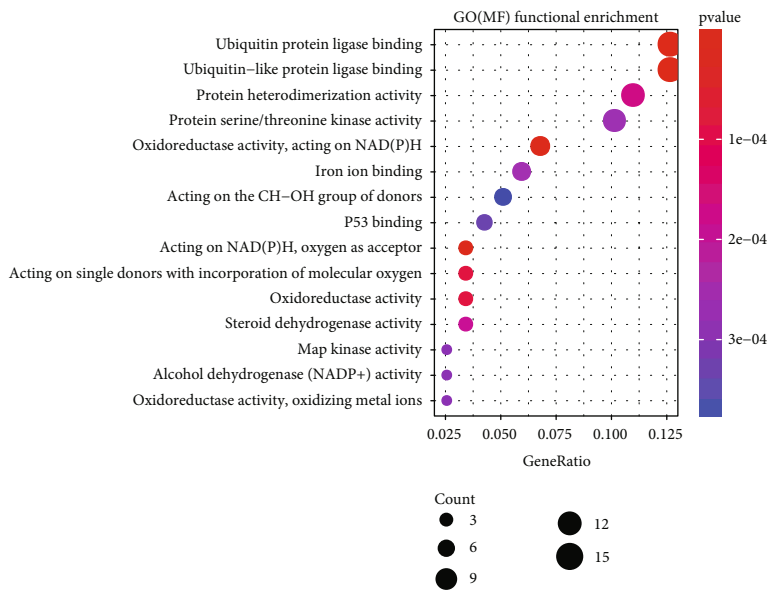 GO(MF) functional enrichment
pvalue
Ubiquitin protein ligase binding
Ubiquitin−like protein ligase binding
Protein heterodimerization activity
Protein serine/threonine kinase activity
Oxidoreductase activity, acting on NAD(P)H
Iron ion binding
Acting on the CH−OH group of donors
P53 binding
Acting on NAD(P)H, oxygen as acceptor
Acting on single donors with incorporation of molecular oxygen
Oxidoreductase activity
Steroid dehydrogenase activity
Map kinase activity
Alcohol dehydrogenase (NADP+) activity
Oxidoreductase activity, oxidizing metal ions
1e−04
2e−04
3e−04
0.025 0.050 0.075 0.100 0.125
GeneRatio
Count
3
6
9
12
15